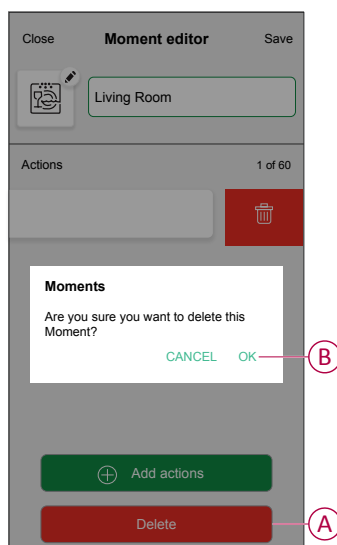 Close Moment editor Save
Living Room
Actions 1 of 60
Moments
Are you sure you want to delete this
Moment?
CANCEL OK
B
Add actions
Delete
A